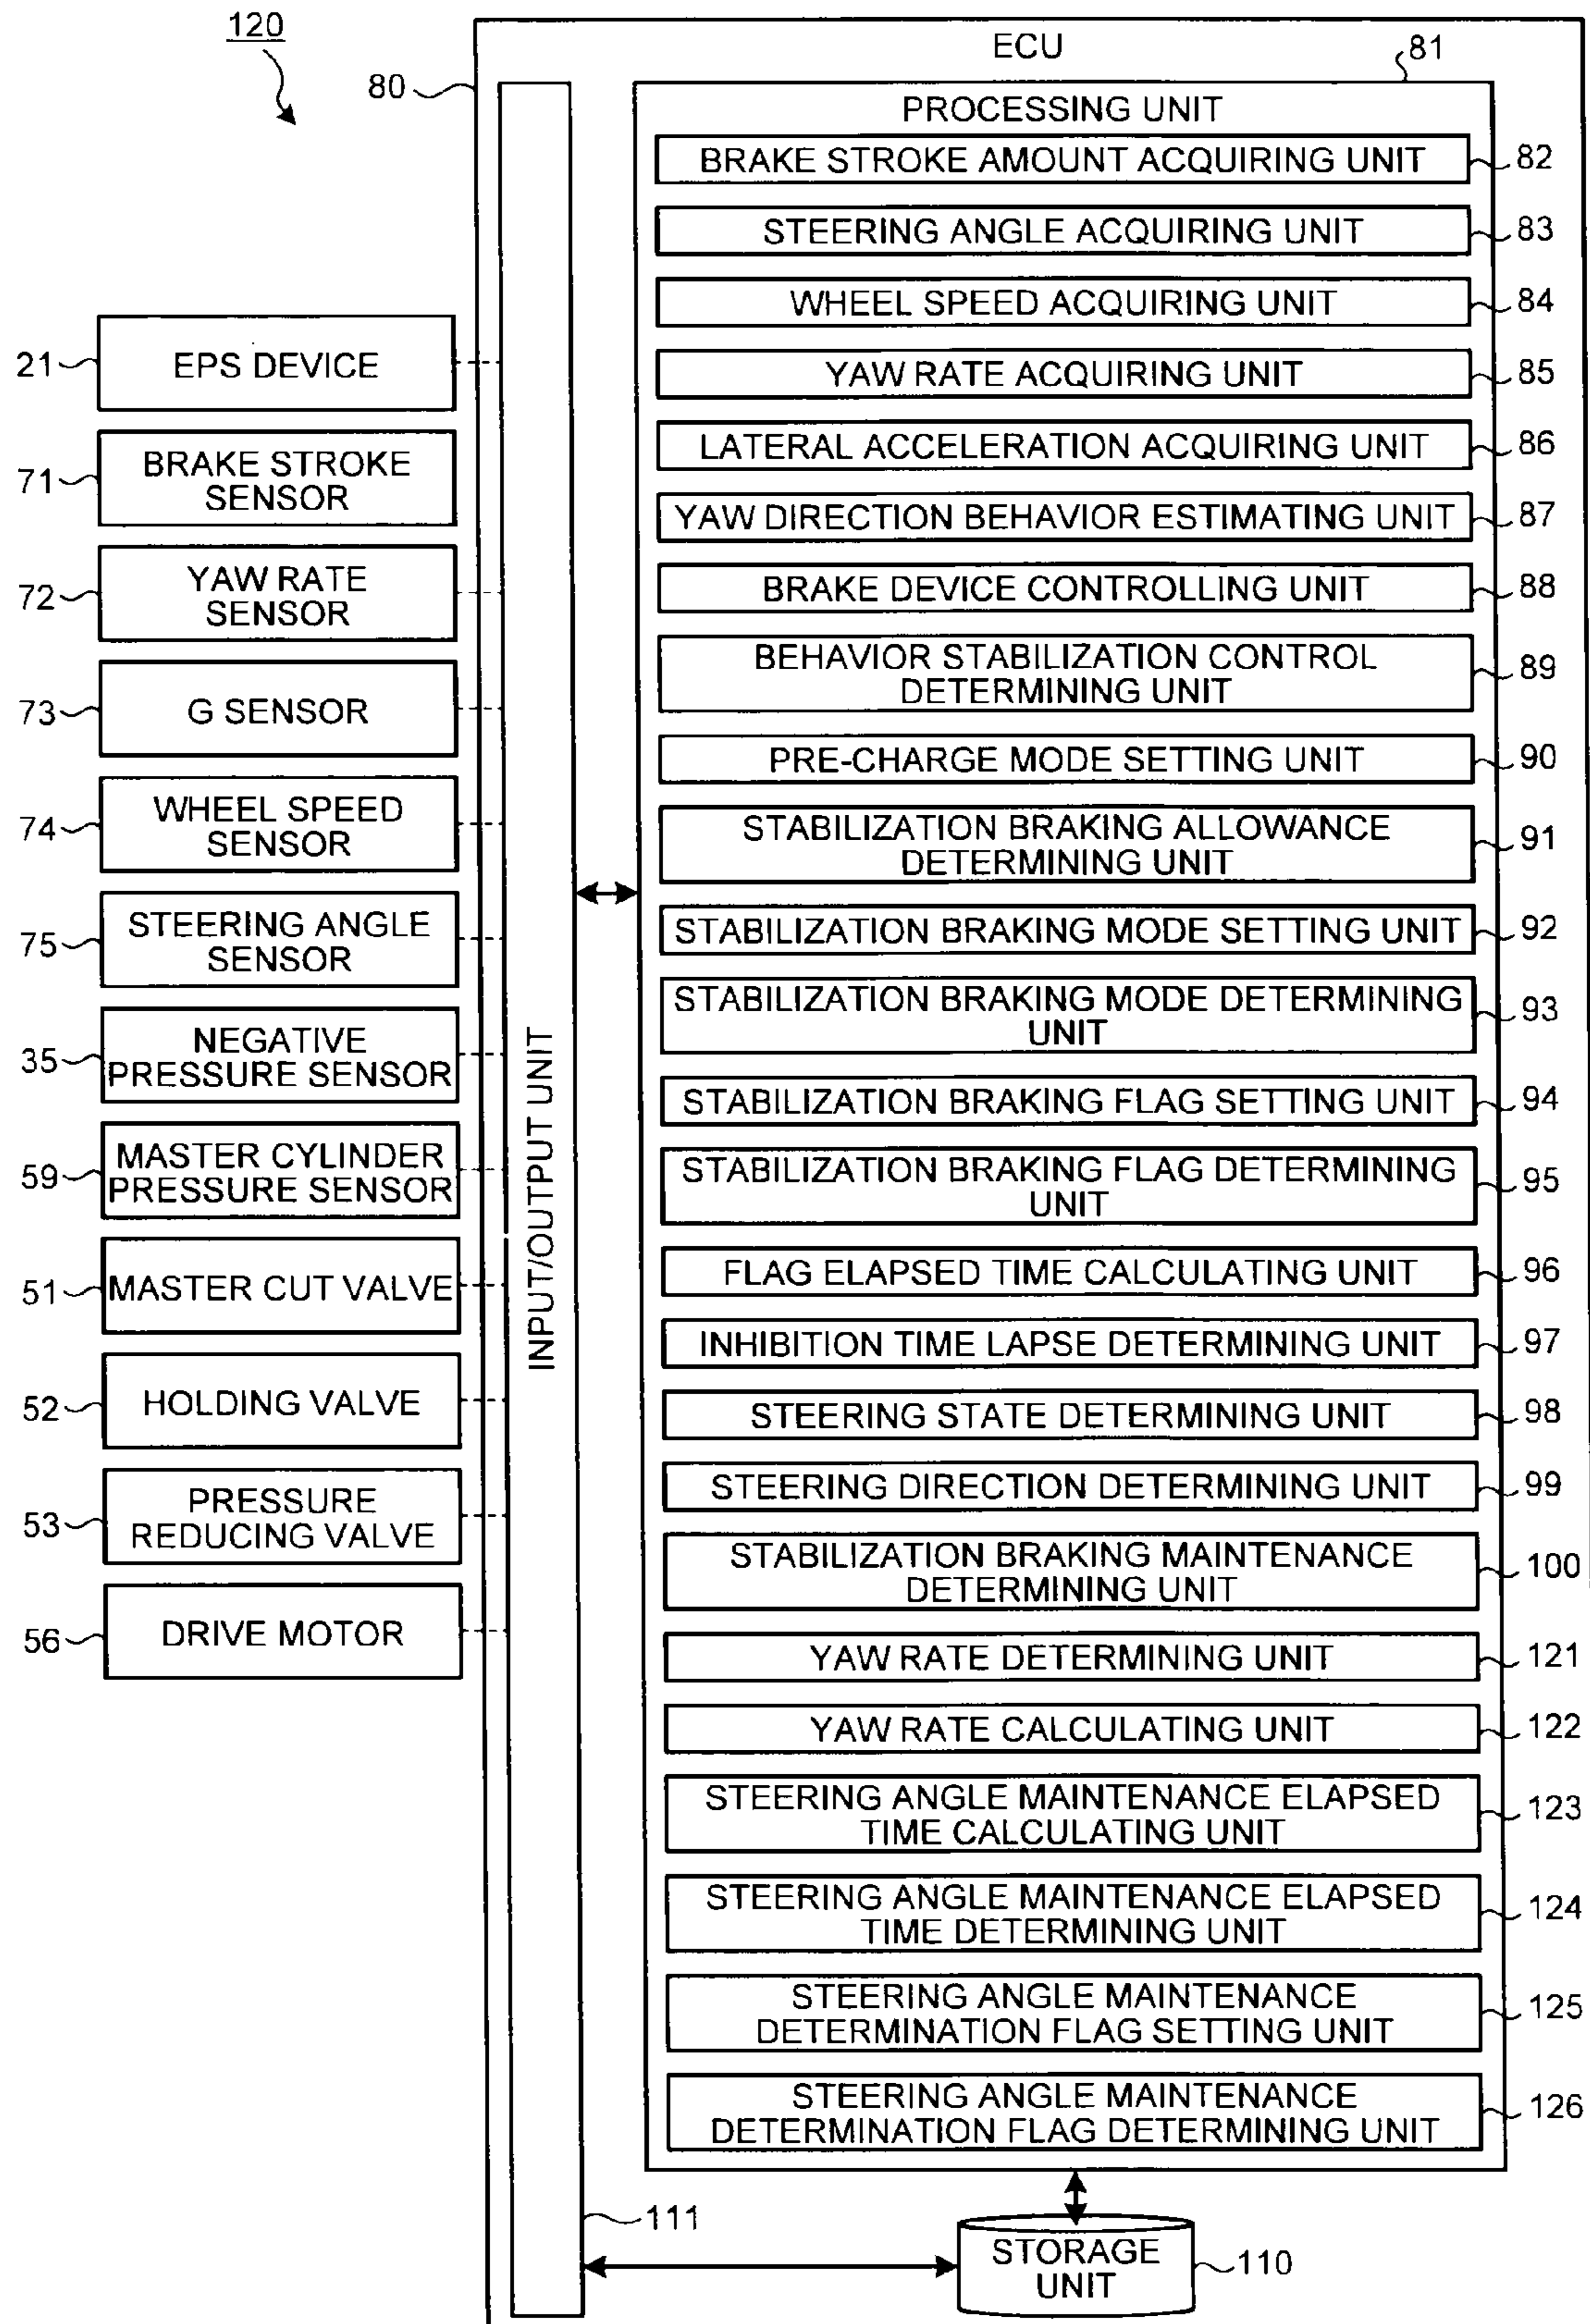 120
ECU
80
81
PROCESSING UNIT
BRAKE STROKE AMOUNT ACQUIRING UNIT
82
STEERING ANGLE ACQUIRING UNIT
83
WHEEL SPEED ACQUIRING UNIT
84
YAW RATE ACQUIRING UNIT
85
LATERAL ACCELERATION ACQUIRING UNIT
86
YAW DIRECTION BEHAVIOR ESTIMATING UNIT
87
BRAKE DEVICE CONTROLLING UNIT
88
BEHAVIOR STABILIZATION CONTROL
DETERMINING UNIT
89
PRE-CHARGE MODE SETTING UNIT
90
STABILIZATION BRAKING ALLOWANCE
DETERMINING UNIT
91
STABILIZATION BRAKING MODE SETTING UNIT
92
STABILIZATION BRAKING MODE DETERMINING
UNIT
93
STABILIZATION BRAKING FLAG SETTING UNIT
94
STABILIZATION BRAKING FLAG DETERMINING
UNIT
95
FLAG ELAPSED TIME CALCULATING UNIT
96
INHIBITION TIME LAPSE DETERMINING UNIT
97
STEERING STATE DETERMINING UNIT
98
STEERING DIRECTION DETERMINING UNIT
99
STABILIZATION BRAKING MAINTENANCE
DETERMINING UNIT
100
YAW RATE DETERMINING UNIT
121
YAW RATE CALCULATING UNIT
122
STEERING ANGLE MAINTENANCE ELAPSED
TIME CALCULATING UNIT
123
STEERING ANGLE MAINTENANCE ELAPSED
TIME DETERMINING UNIT
124
STEERING ANGLE MAINTENANCE
DETERMINATION FLAG SETTING UNIT
125
STEERING ANGLE MAINTENANCE
DETERMINATION FLAG DETERMINING UNIT
126
21
EPS DEVICE
71
BRAKE STROKE
SENSOR
72
YAW RATE
SENSOR
73
G SENSOR
74
WHEEL SPEED
SENSOR
75
STEERING ANGLE
SENSOR
35
NEGATIVE
PRESSURE SENSOR
59
MASTER CYLINDER
PRESSURE SENSOR
51
MASTER CUT VALVE
52
HOLDING VALVE
53
PRESSURE
REDUCING VALVE
56
DRIVE MOTOR
INPUT/OUTPUT UNIT
111
STORAGE
UNIT
110